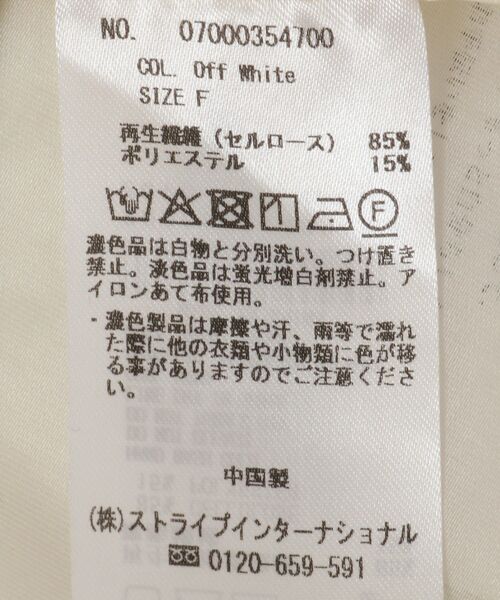 NO. 07000354700
COL. Off White
SIZE F
再生繊維 (セルロース) 85%
ポリエステル 15%
F
濃色品は白物と分別洗い。つけ置き
禁止。淡色品は蛍光増白剤禁止。ア
イロンあて布使用。
・濃色製品は摩擦や汗、雨等で濡れ
た際に他の衣類や小物類に色が移
る事がありますのでご注意くださ
い。
中国製
(株)ストライプインターナショナル
0120-659-591